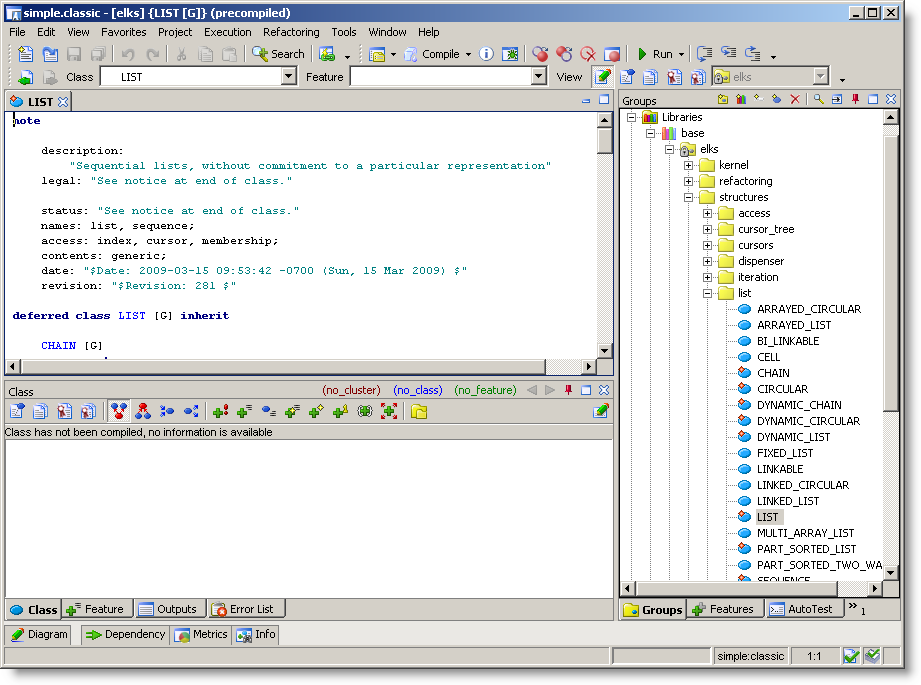 simple.classic - [elks] {LIST [G]} (precompiled)
File Edit View Favorites Project Execution Refactoring Tools Window Help
Search Compile Run
Class LIST Feature View elks
LIST
note
description:
"Sequential lists, without commitment to a particular representation"
legal: "See notice at end of class."
status: "See notice at end of class."
names: list, sequence;
access: index, cursor, membership;
contents: generic;
date: "$Date: 2009-03-15 09:53:42 -0700 (Sun, 15 Mar 2009) $"
revision: "$Revision: 281 $"
deferred class LIST [G] inherit
CHAIN [G]
Class (no_cluster) (no_class) (no_feature)
Class has not been compiled, no information is available
Class Feature Outputs Error List
Groups
Libraries
base
elks
kernel
refactoring
structures
access
cursor_tree
cursors
dispenser
iteration
list
ARRAYED_CIRCULAR
ARRAYED_LIST
BI_LINKABLE
CELL
CHAIN
CIRCULAR
DYNAMIC_CHAIN
DYNAMIC_CIRCULAR
DYNAMIC_LIST
FIXED_LIST
LINKABLE
LINKED_CIRCULAR
LINKED_LIST
LIST
MULTI_ARRAY_LIST
PART_SORTED_LIST
PART_SORTED_TWO_WA
SEQUENCE
Groups Features AutoTest » 1
Diagram Dependency Metrics Info
simple:classic 1:1